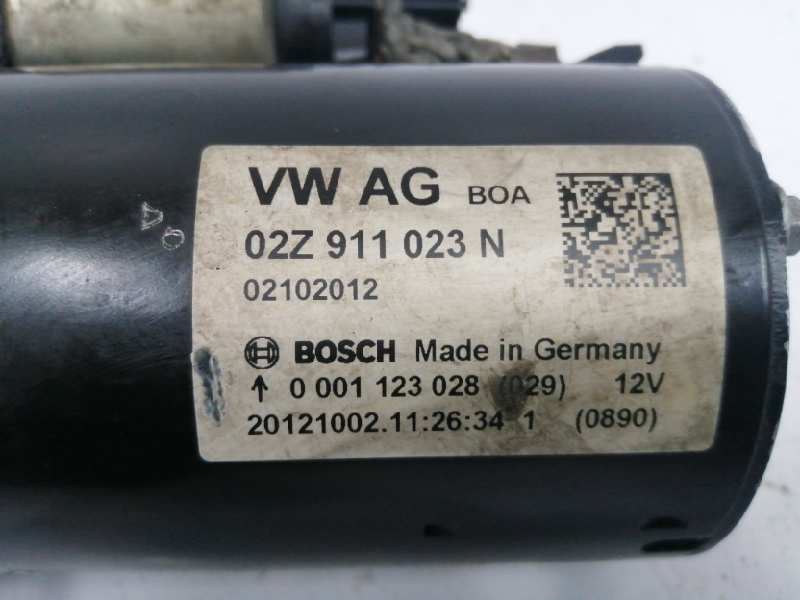 VW AG BOA
02Z 911 023 N
02102012
BOSCH Made in Germany
↑ 0 001 123 028 (029) 12V
20121002.11:26:34 1 (0890)